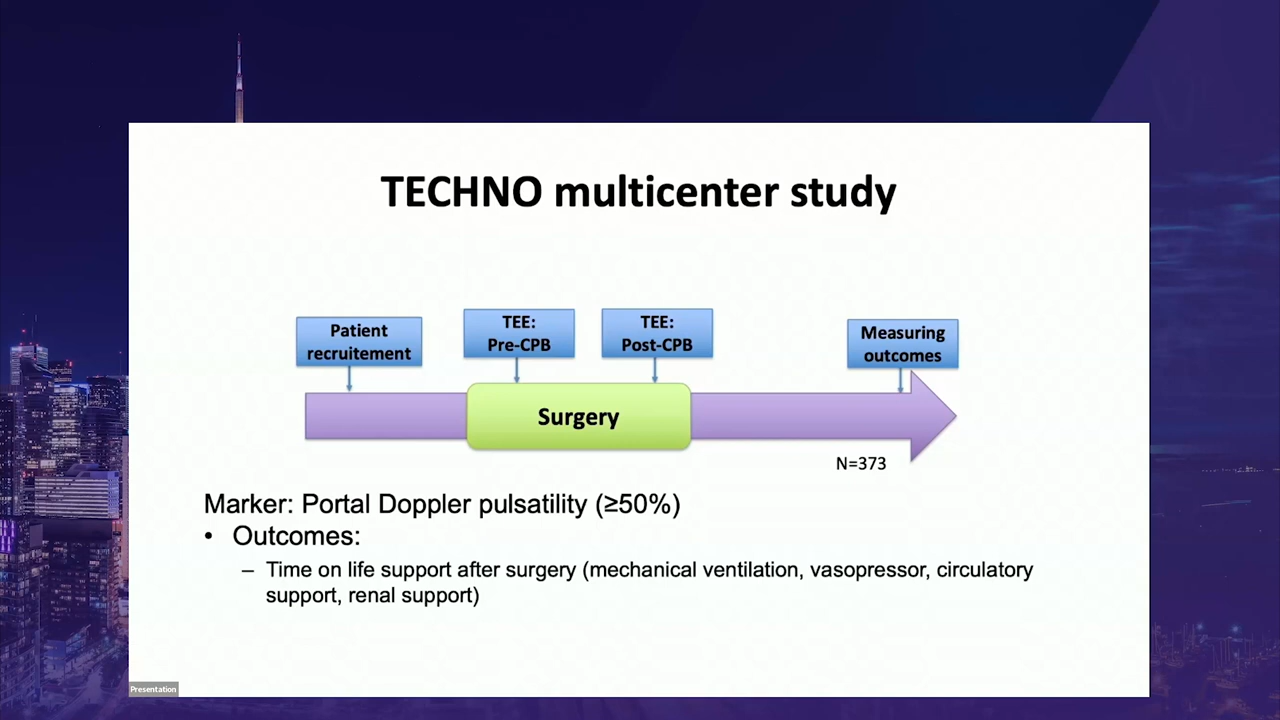 TECHNO multicenter study
Patient
recruitement
TEE:
Pre-CPB
TEE:
Post-CPB
Measuring
outcomes
Surgery
N=373
Marker: Portal Doppler pulsatility (≥50%)
• Outcomes:
– Time on life support after surgery (mechanical ventilation, vasopressor, circulatory
support, renal support)
Presentation